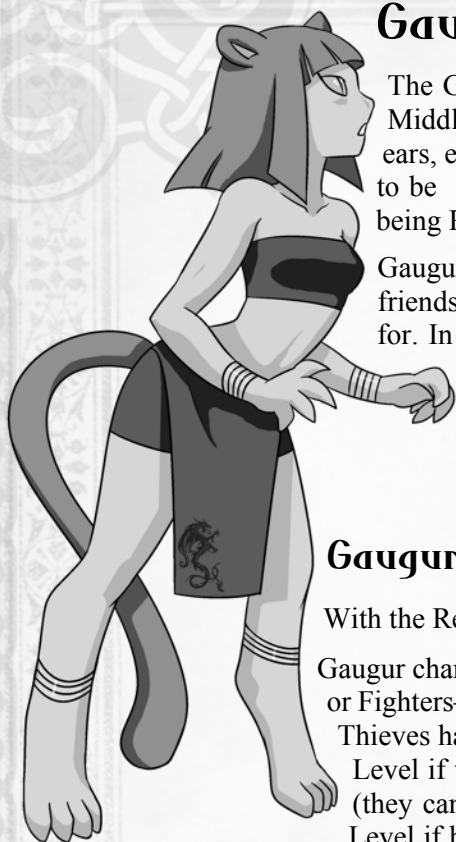 Gau
The
Middl
ears, e
to be
being
Gaugu
friends
for. In
Gaugur
With the Re
Gaugur char
or Fighters
Thieves ha
Level if
(they can
Level if